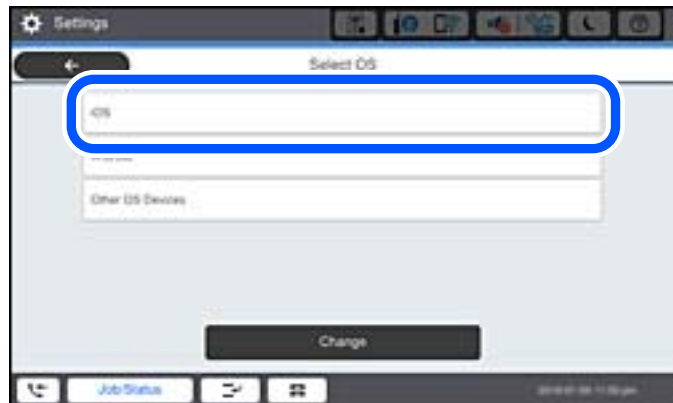 Settings
Select OS
iOS
Other OS Devices
Change
Job Status